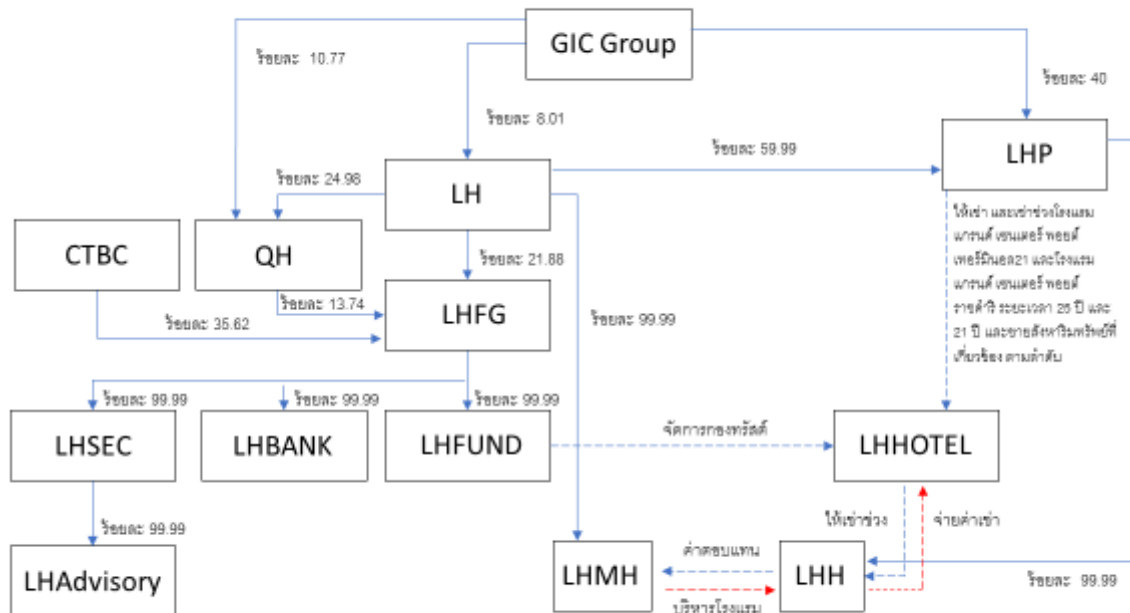 GIC Group
ร้อยละ 10.77
ร้อยละ 40
ร้อยละ 8.01
LHP
ร้อยละ 59.99
ร้อยละ 24.98
LH
ให้เช่า และเช่าช่วงโรงแรม
แกรนด์ เซนเตอร์ พอยต์
เทอร์มินอล21 และโรงแรม
แกรนด์ เซนเตอร์ พอยต์
ราชดำริ ระยะเวลา 25 ปี และ
21 ปี และขายสังหาริมทรัพย์ที่
เกี่ยวข้อง ตามลำดับ
CTBC
QH
ร้อยละ 21.88
ร้อยละ 13.74
LHFG
ร้อยละ 35.62
ร้อยละ 99.99
ร้อยละ 99.99
ร้อยละ 99.99
ร้อยละ 99.99
LHSEC
LHBANK
LHFUND
จัดการกองทรัสต์
LHHOTEL
ร้อยละ 99.99
ให้เช่าช่วง
จ่ายค่าเช่า
LHAdvisory
LHMH
ค่าตอบแทน
บริหารโรงแรม
LHH
ร้อยละ 99.99